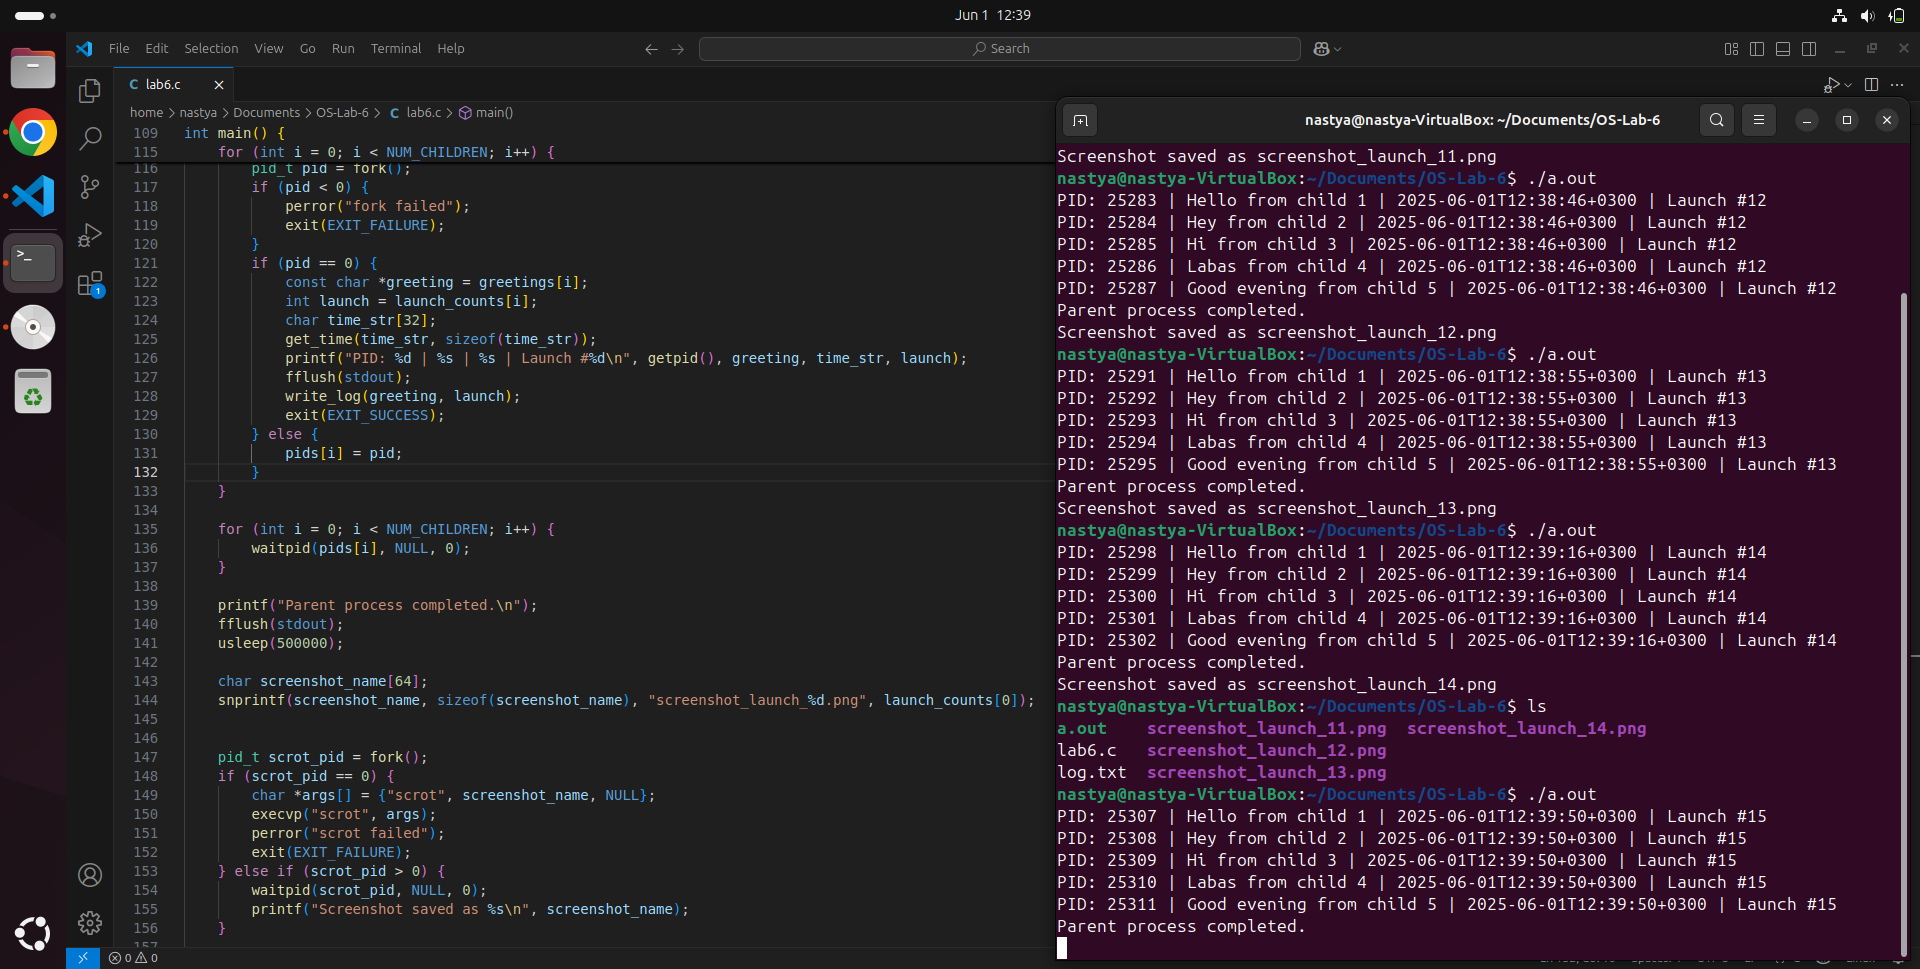 Jun 1 12:39
File Edit Selection View Go Run Terminal Help
Search
C lab6.c
home > nastya > Documents > OS-Lab-6 > C lab6.c > main()
109 int main() {
115 for (int i = 0; i < NUM_CHILDREN; i++) {
116 pid_t pid = fork();
117 if (pid < 0) {
118 perror("fork failed");
119 exit(EXIT_FAILURE);
120 }
121 if (pid == 0) {
122 const char *greeting = greetings[i];
123 int launch = launch_counts[i];
124 char time_str[32];
125 get_time(time_str, sizeof(time_str));
126 printf("PID: %d | %s | %s | Launch #%d\n", getpid(), greeting, time_str, launch);
127 fflush(stdout);
128 write_log(greeting, launch);
129 exit(EXIT_SUCCESS);
130 } else {
131 pids[i] = pid;
132 }
133 }
134
135 for (int i = 0; i < NUM_CHILDREN; i++) {
136 waitpid(pids[i], NULL, 0);
137 }
138
139 printf("Parent process completed.\n");
140 fflush(stdout);
141 usleep(500000);
142
143 char screenshot_name[64];
144 snprintf(screenshot_name, sizeof(screenshot_name), "screenshot_launch_%d.png", launch_counts[0]);
145
146
147 pid_t scrot_pid = fork();
148 if (scrot_pid == 0) {
149 char *args[] = {"scrot", screenshot_name, NULL};
150 execvp("scrot", args);
151 perror("scrot failed");
152 exit(EXIT_FAILURE);
153 } else if (scrot_pid > 0) {
154 waitpid(scrot_pid, NULL, 0);
155 printf("Screenshot saved as %s\n", screenshot_name);
156 }
157
1
0 0
nastya@nastya-VirtualBox: ~/Documents/OS-Lab-6
Screenshot saved as screenshot_launch_11.png
nastya@nastya-VirtualBox:~/Documents/OS-Lab-6$ ./a.out
PID: 25283 | Hello from child 1 | 2025-06-01T12:38:46+0300 | Launch #12
PID: 25284 | Hey from child 2 | 2025-06-01T12:38:46+0300 | Launch #12
PID: 25285 | Hi from child 3 | 2025-06-01T12:38:46+0300 | Launch #12
PID: 25286 | Labas from child 4 | 2025-06-01T12:38:46+0300 | Launch #12
PID: 25287 | Good evening from child 5 | 2025-06-01T12:38:46+0300 | Launch #12
Parent process completed.
Screenshot saved as screenshot_launch_12.png
nastya@nastya-VirtualBox:~/Documents/OS-Lab-6$ ./a.out
PID: 25291 | Hello from child 1 | 2025-06-01T12:38:55+0300 | Launch #13
PID: 25292 | Hey from child 2 | 2025-06-01T12:38:55+0300 | Launch #13
PID: 25293 | Hi from child 3 | 2025-06-01T12:38:55+0300 | Launch #13
PID: 25294 | Labas from child 4 | 2025-06-01T12:38:55+0300 | Launch #13
PID: 25295 | Good evening from child 5 | 2025-06-01T12:38:55+0300 | Launch #13
Parent process completed.
Screenshot saved as screenshot_launch_13.png
nastya@nastya-VirtualBox:~/Documents/OS-Lab-6$ ./a.out
PID: 25298 | Hello from child 1 | 2025-06-01T12:39:16+0300 | Launch #14
PID: 25299 | Hey from child 2 | 2025-06-01T12:39:16+0300 | Launch #14
PID: 25300 | Hi from child 3 | 2025-06-01T12:39:16+0300 | Launch #14
PID: 25301 | Labas from child 4 | 2025-06-01T12:39:16+0300 | Launch #14
PID: 25302 | Good evening from child 5 | 2025-06-01T12:39:16+0300 | Launch #14
Parent process completed.
Screenshot saved as screenshot_launch_14.png
nastya@nastya-VirtualBox:~/Documents/OS-Lab-6$ ls
a.out screenshot_launch_11.png screenshot_launch_14.png
lab6.c screenshot_launch_12.png
log.txt screenshot_launch_13.png
nastya@nastya-VirtualBox:~/Documents/OS-Lab-6$ ./a.out
PID: 25307 | Hello from child 1 | 2025-06-01T12:39:50+0300 | Launch #15
PID: 25308 | Hey from child 2 | 2025-06-01T12:39:50+0300 | Launch #15
PID: 25309 | Hi from child 3 | 2025-06-01T12:39:50+0300 | Launch #15
PID: 25310 | Labas from child 4 | 2025-06-01T12:39:50+0300 | Launch #15
PID: 25311 | Good evening from child 5 | 2025-06-01T12:39:50+0300 | Launch #15
Parent process completed.